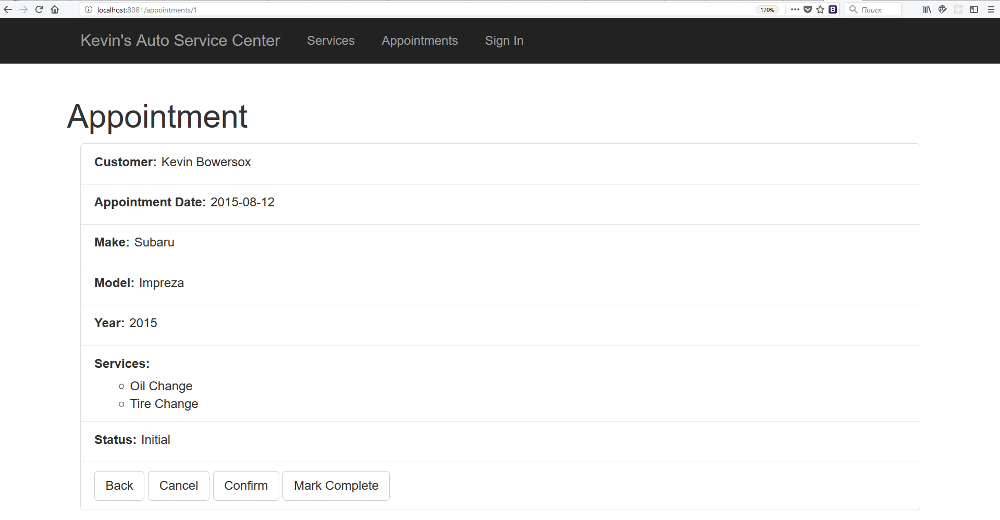 localhost:8081/appointments/1
170%
Поиск
Kevin's Auto Service Center
Services
Appointments
Sign In
Appointment
Customer: Kevin Bowersox
Appointment Date: 2015-08-12
Make: Subaru
Model: Impreza
Year: 2015
Services:
Oil Change
Tire Change
Status: Initial
Back
Cancel
Confirm
Mark Complete